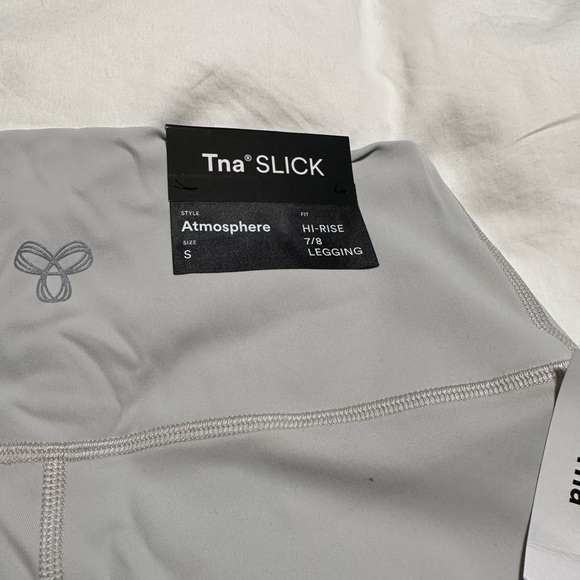 Tna® SLICK
STYLE
Atmosphere
SIZE
S
FIT
HI-RISE
7/8
LEGGING